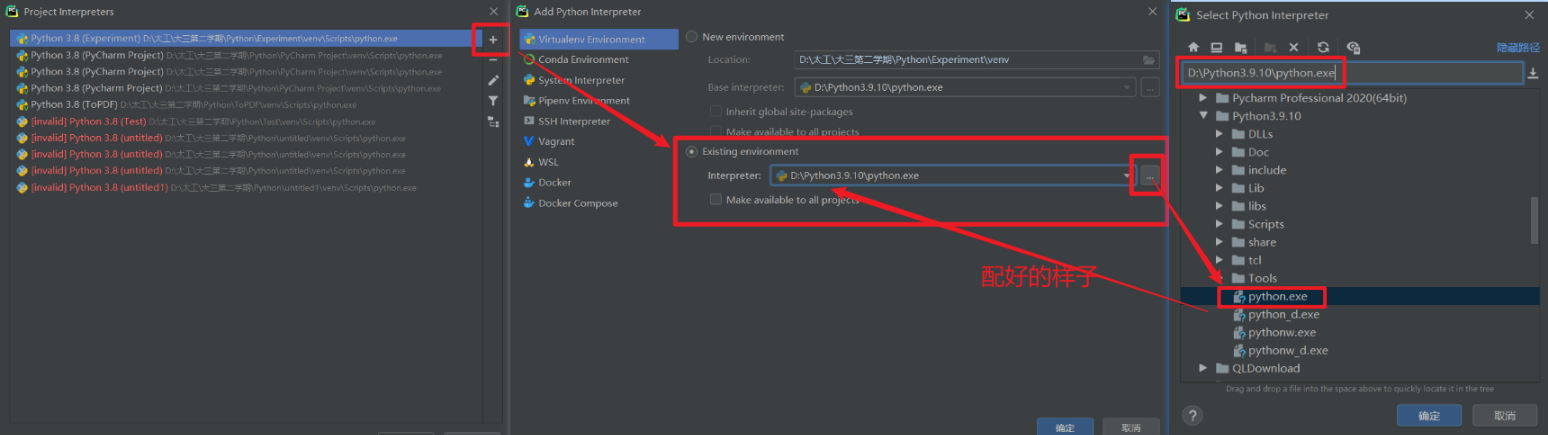 Project Interpreters
Python 3.8 (Experiment) D:\太工\大三第二学期\Python\Experiment\venv\Scripts\python.exe
Python 3.8 (PyCharm Project) D:\太工\大三第二学期\Python\PyCharm Project\venv\Scripts\python.exe
Python 3.8 (PyCharm Project) D:\太工\大三第二学期\Python\PyCharm Project\venv\Scripts\python.exe
Python 3.8 (Pycharm Project) D:\太工\大三第二学期\Python\Pycharm Project\venv\Scripts\python.exe
Python 3.8 (ToPDF) D:\太工\大三第二学期\Python\ToPDF\venv\Scripts\python.exe
[invalid] Python 3.8 (Test) D:\太工\大三第二学期\Python\Test\venv\Scripts\python.exe
[invalid] Python 3.8 (untitled) D:\太工\大三第二学期\Python\untitled\venv\Scripts\python.exe
[invalid] Python 3.8 (untitled) D:\太工\大三第二学期\Python\untitled\venv\Scripts\python.exe
[invalid] Python 3.8 (untitled) D:\太工\大三第二学期\Python\untitled\venv\Scripts\python.exe
[invalid] Python 3.8 (untitled1) D:\太工\大三第二学期\Python\untitled1\venv\Scripts\python.exe
Add Python Interpreter
Virtualenv Environment
Conda Environment
System Interpreter
Pipenv Environment
SSH Interpreter
Vagrant
WSL
Docker
Docker Compose
New environment
Location: D:\太工\大三第二学期\Python\Experiment\venv
Base interpreter: D:\Python3.9.10\python.exe ...
Inherit global site-packages
Make available to all projects
Existing environment
Interpreter: D:\Python3.9.10\python.exe ...
Make available to all projects
配好的样子
确定 取消
Select Python Interpreter
隐藏路径
D:\Python3.9.10\python.exe
Pycharm Professional 2020(64bit)
Python3.9.10
DLLs
Doc
include
Lib
libs
Scripts
share
tcl
Tools
python.exe
python_d.exe
pythonw.exe
pythonw_d.exe
QLDownload
Drag and drop a file into the space above to quickly locate it in the tree
? 确定 取消